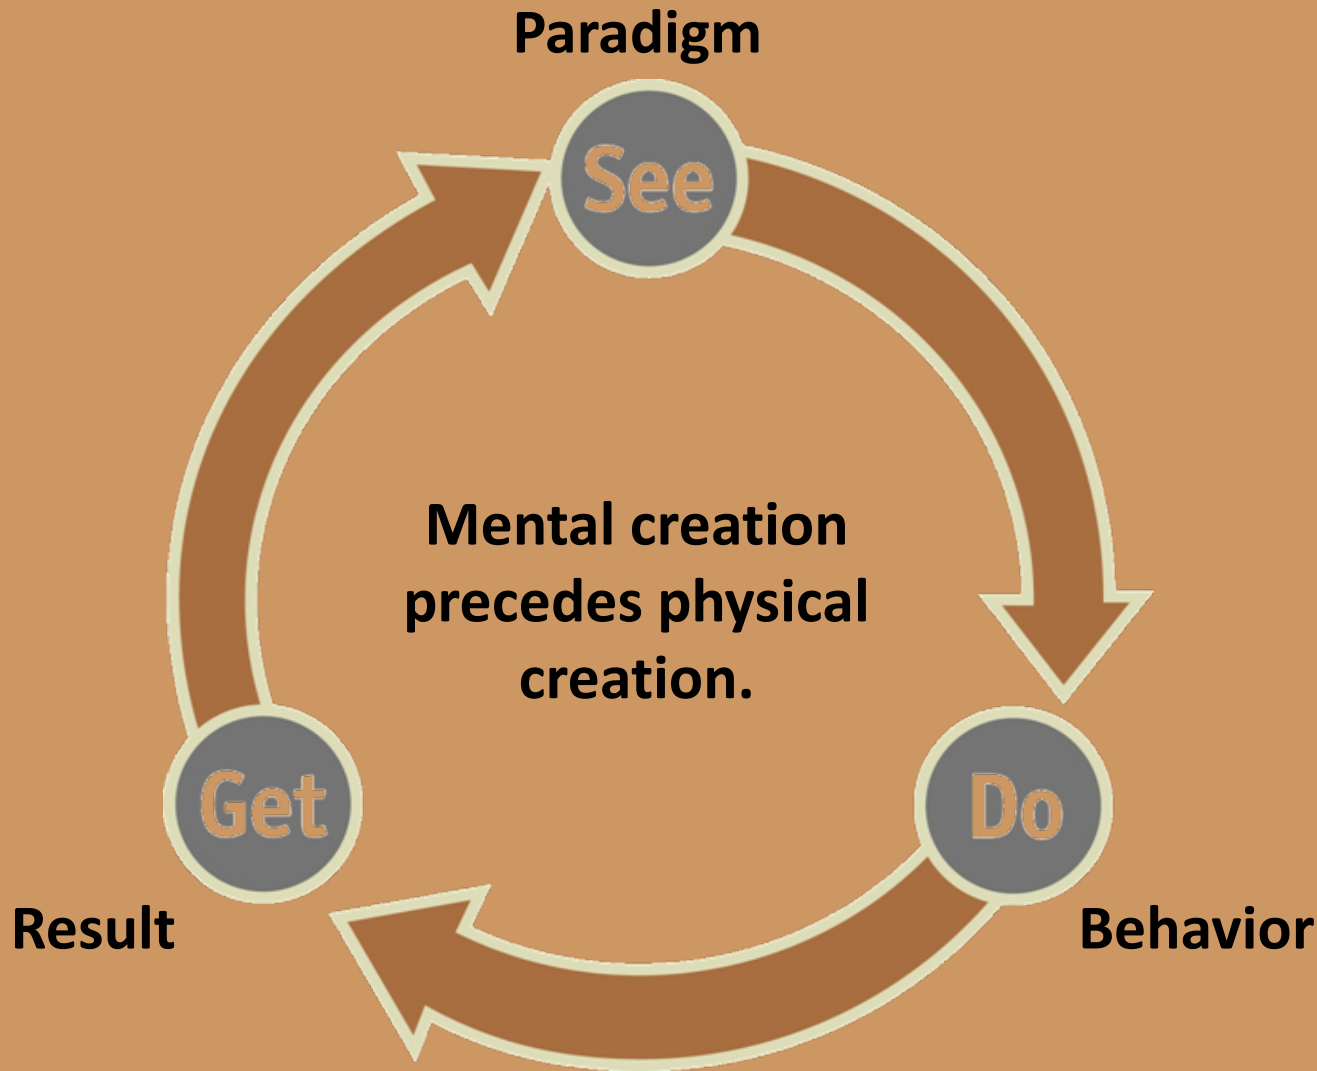 Paradigm
See
Mental creation
precedes physical
creation.
Get
Do
Result
Behavior